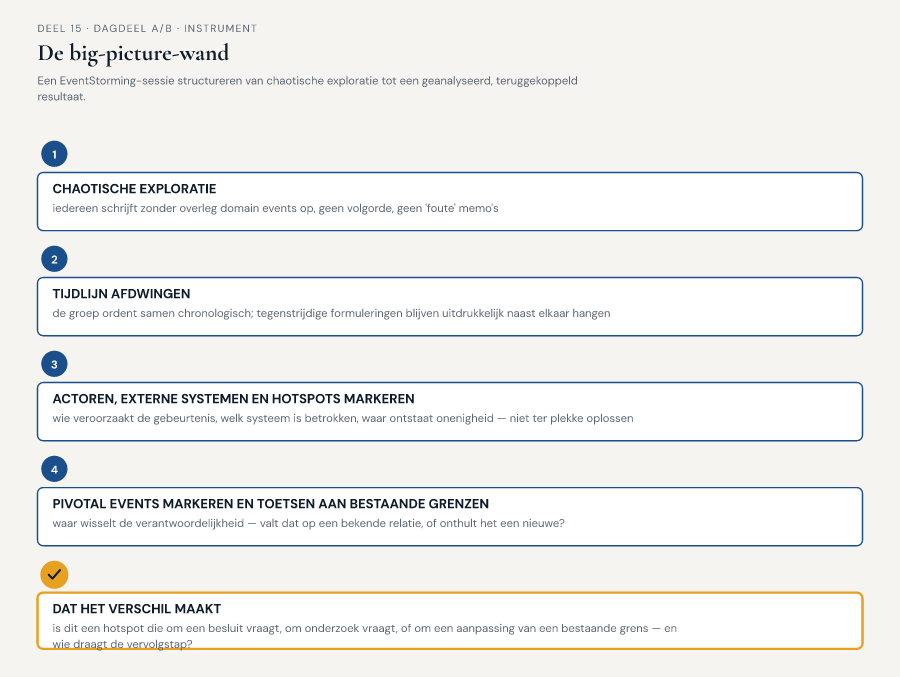 DEEL 15 · DAGDEEL A/B · INSTRUMENT
De big-picture-wand
Een EventStorming-sessie structureren van chaotische exploratie tot een geanalyseerd, teruggekoppeld
resultaat.
1
CHAOTISCHE EXPLORATIE
iedereen schrijft zonder overleg domain events op, geen volgorde, geen 'foute' memo's
2
TIJDLIJN AFDWINGEN
de groep ordent samen chronologisch; tegenstrijdige formuleringen blijven uitdrukkelijk naast elkaar hangen
3
ACTOREN, EXTERNE SYSTEMEN EN HOTSPOTS MARKEREN
wie veroorzaakt de gebeurtenis, welk systeem is betrokken, waar ontstaat onenigheid — niet ter plekke oplossen
4
PIVOTAL EVENTS MARKEREN EN TOETSEN AAN BESTAANDE GRENZEN
waar wisselt de verantwoordelijkheid — valt dat op een bekende relatie, of onthult het een nieuwe?
DAT HET VERSCHIL MAAKT
is dit een hotspot die om een besluit vraagt, om onderzoek vraagt, of om een aanpassing van een bestaande grens — en
wie draagt de vervolgstap?